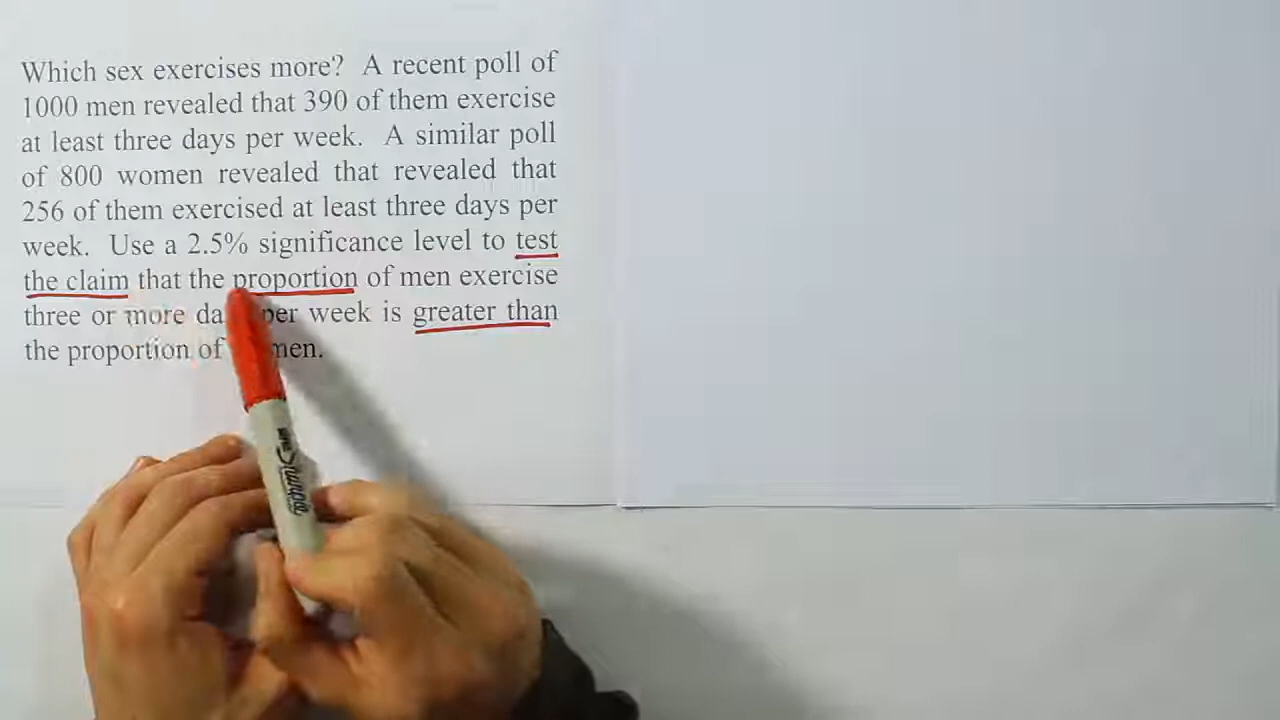 Which sex exercises more? A recent poll of
1000 men revealed that 390 of them exercise
at least three days per week. A similar poll
of 800 women revealed that revealed that
256 of them exercised at least three days per
week. Use a 2.5% significance level to test
the claim that the proportion of men exercise
three or more da per week is greater than
the proportion of men.
Sharpie